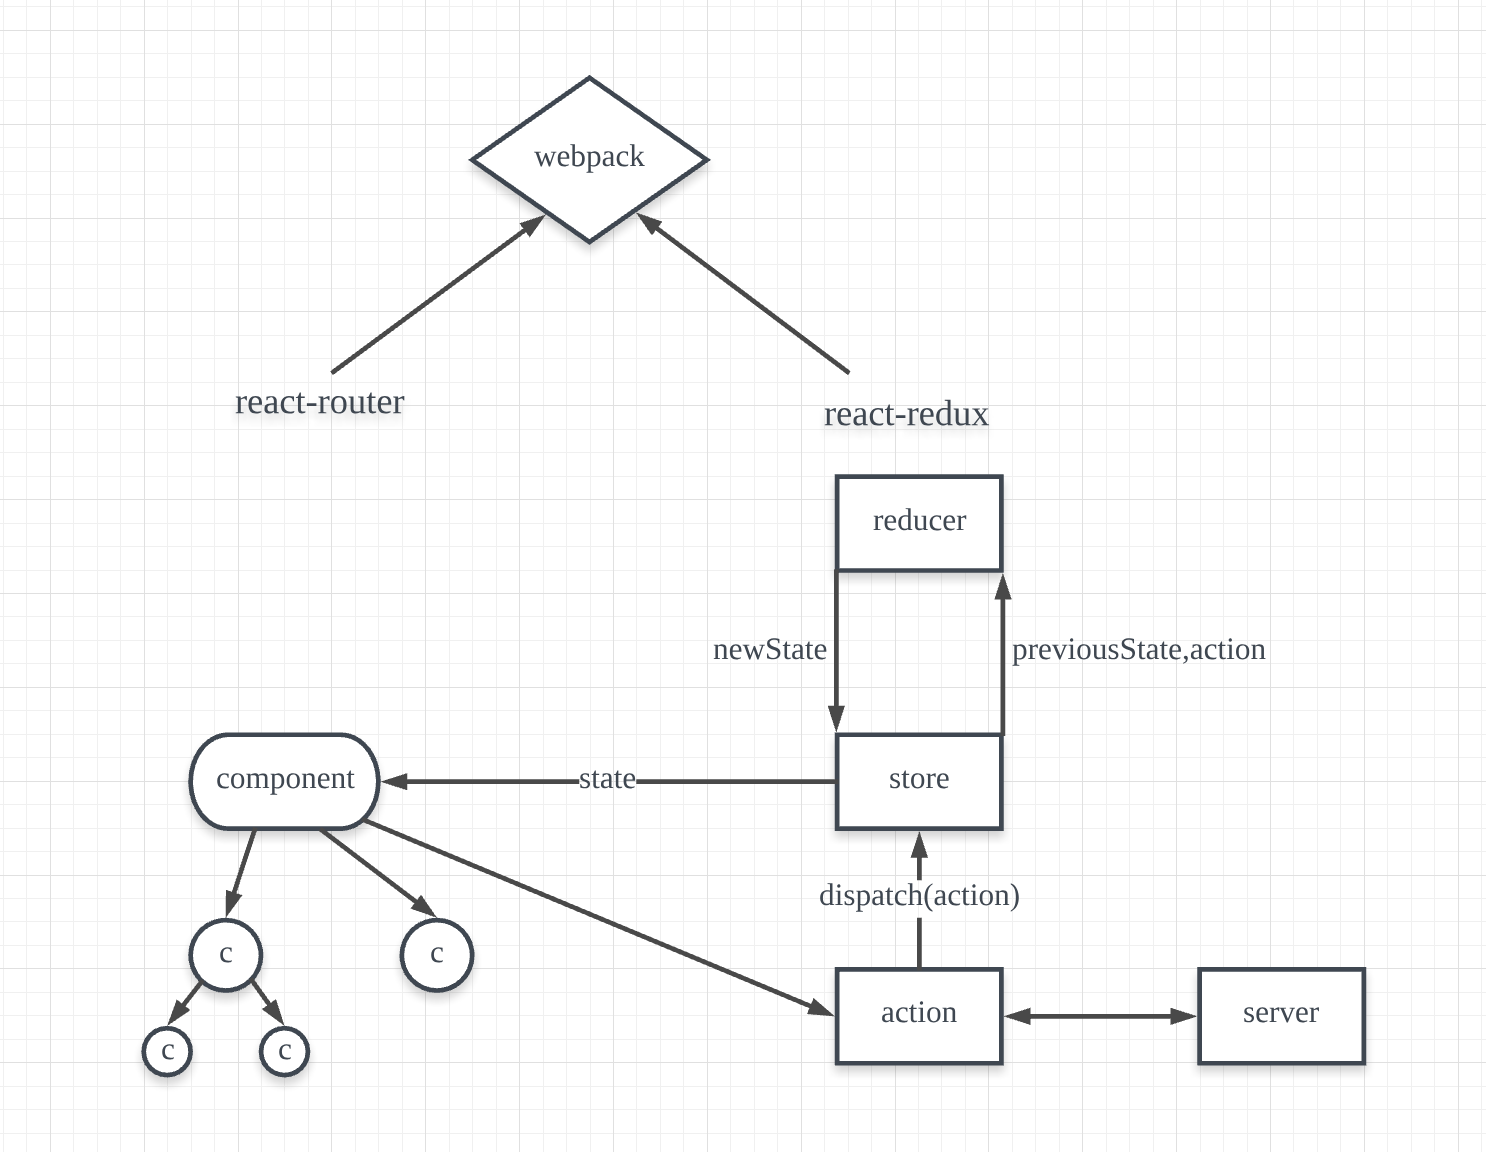 webpack
react-router
react-redux
reducer
newState
previousState,action
component
state
store
dispatch(action)
c
c
action
server
c
c